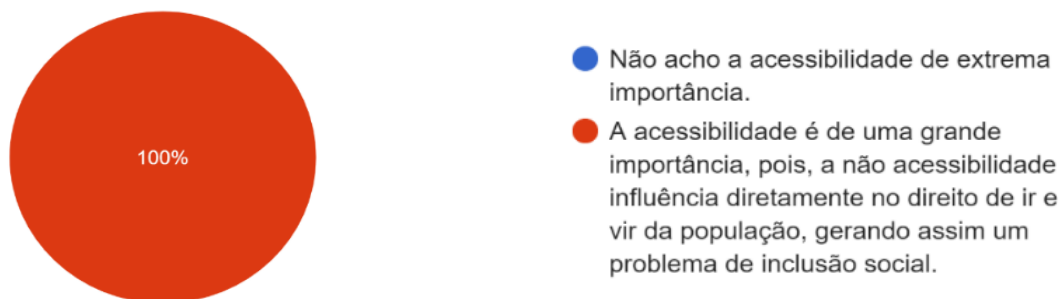 100%
Não acho a acessibilidade de extrema
importância.
A acessibilidade é de uma grande
importância, pois, a não acessibilidade
influência diretamente no direito de ir e
vir da população, gerando assim um
problema de inclusão social.